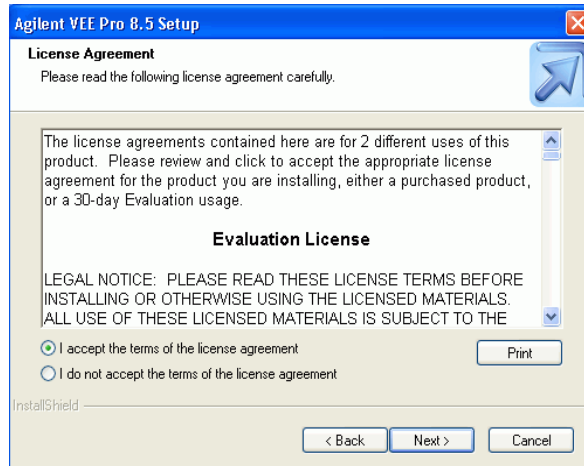 Agilent VEE Pro 8.5 Setup
License Agreement
Please read the following license agreement carefully.
The license agreements contained here are for 2 different uses of this
product.  Please review and click to accept the appropriate license
agreement for the product you are installing, either a purchased product,
or a 30-day Evaluation usage.
Evaluation License
LEGAL NOTICE:  PLEASE READ THESE LICENSE TERMS BEFORE
INSTALLING OR OTHERWISE USING THE LICENSED MATERIALS.
ALL USE OF THESE LICENSED MATERIALS IS SUBJECT TO THE
I accept the terms of the license agreement
Print
I do not accept the terms of the license agreement
InstallShield
< Back
Next >
Cancel